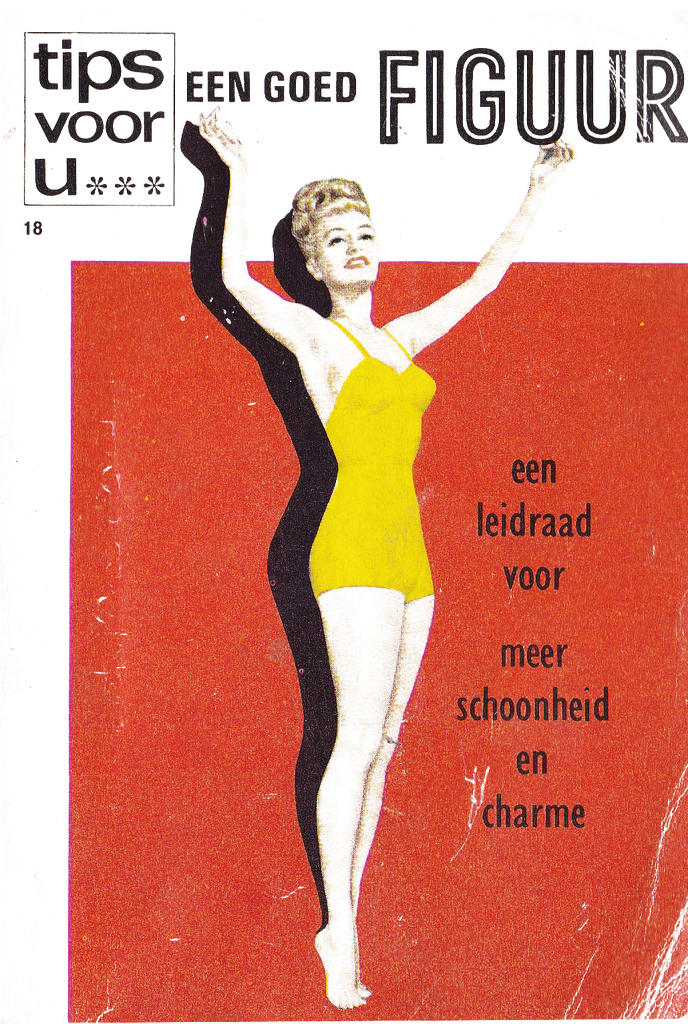 tips
voor
u***
EEN GOED FIGUUR
18
een
leidraad
voor
meer
schoonheid
en
charme